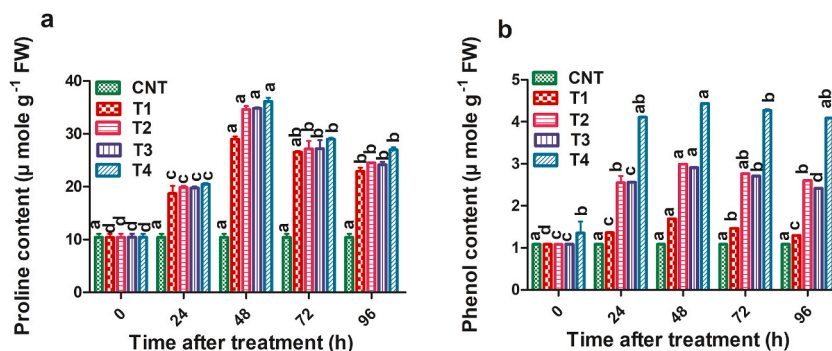 a
Proline content (µ mole g⁻¹ FW)
40
30
20
10
0
CNT
T1
T2
T3
T4
a d d d d
a c c c c
a a a a a
a ab b b b
a b b b b
0 24 48 72 96
Time after treatment (h)
b
Phenol content (µ mole g⁻¹ FW)
5
4
3
2
1
0
CNT
T1
T2
T3
T4
a d c c b
a c b c ab
a a a a a
a b ab b b
a c b d ab
0 24 48 72 96
Time after treatment (h)